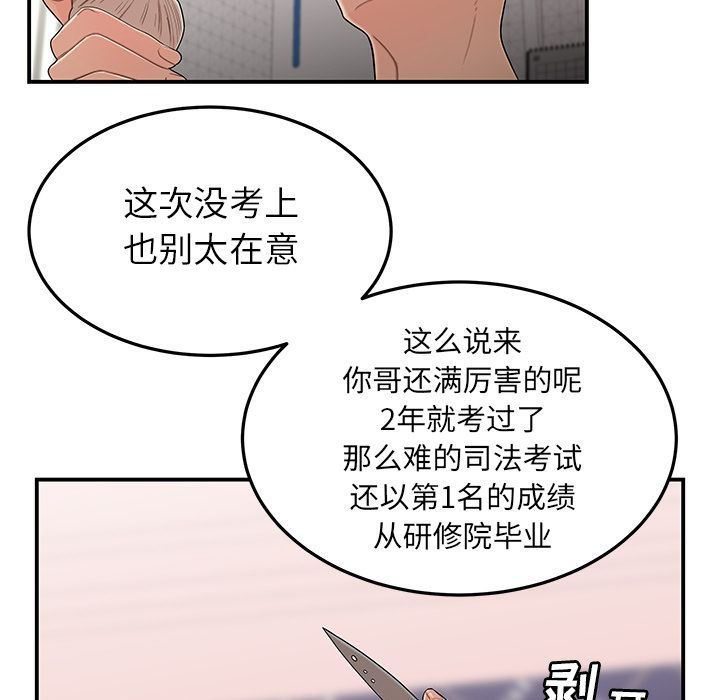 这次没考上
也别太在意
这么说来
你哥还满厉害的呢
2年就考过了
那么难的司法考试
还以第1名的成绩
从研修院毕业
剥